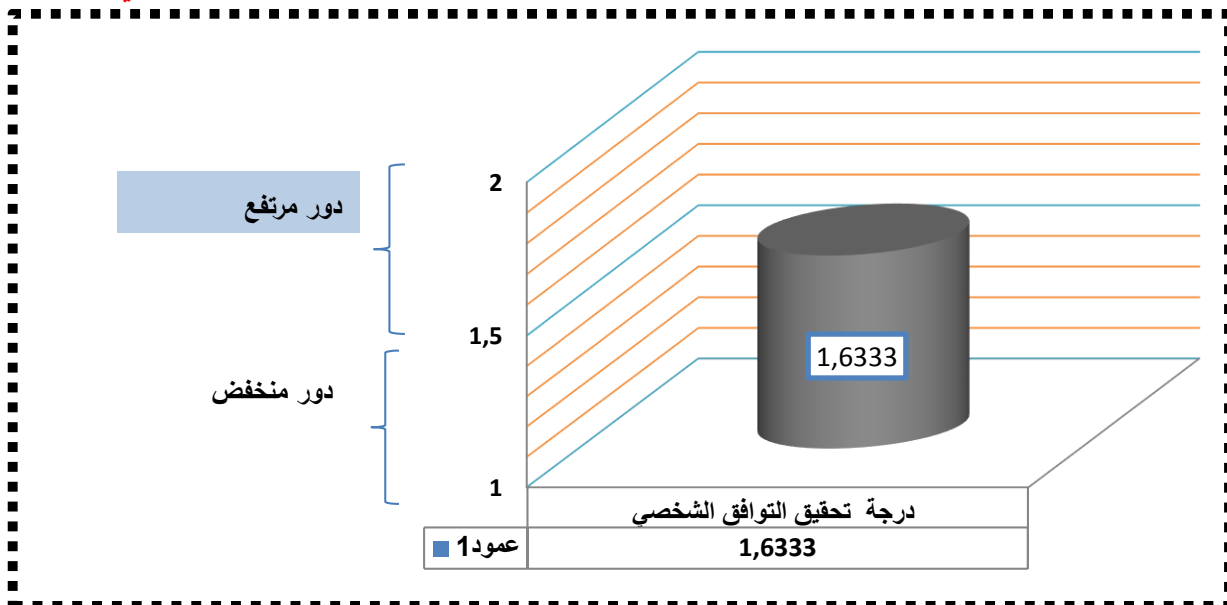 2
دور مرتفع
1,5
1,6333
دور منخفض
1
درجة تحقيق التوافق الشخصي
عمود1
1,6333